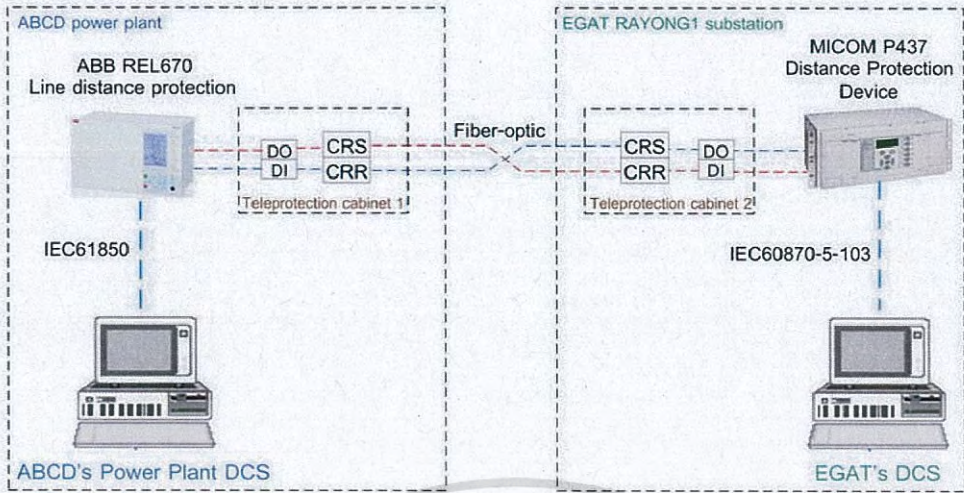 ABCD power plant
EGAT RAYONG1 substation
ABB REL670
Line distance protection
MICOM P437
Distance Protection
Device
Fiber-optic
DO
CRS
DI
CRR
Teleprotection cabinet 1
CRS
DO
CRR
DI
Teleprotection cabinet 2
IEC61850
IEC60870-5-103
ABCD's Power Plant DCS
EGAT's DCS